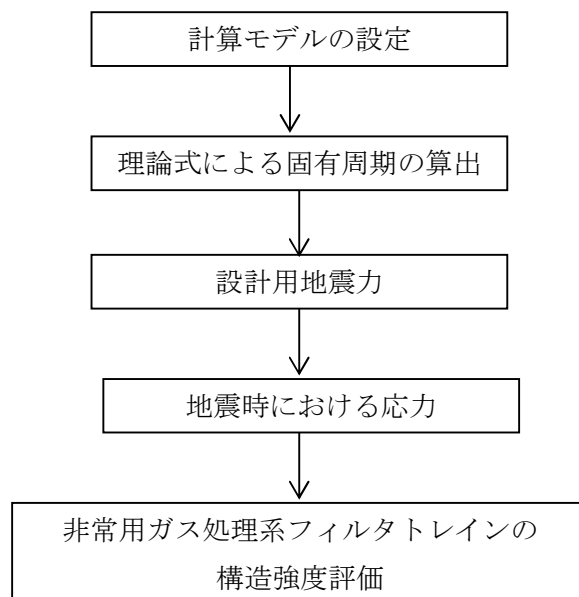 計算モデルの設定
理論式による固有周期の算出
設計用地震力
地震時における応力
非常用ガス処理系フィルタトレインの
構造強度評価